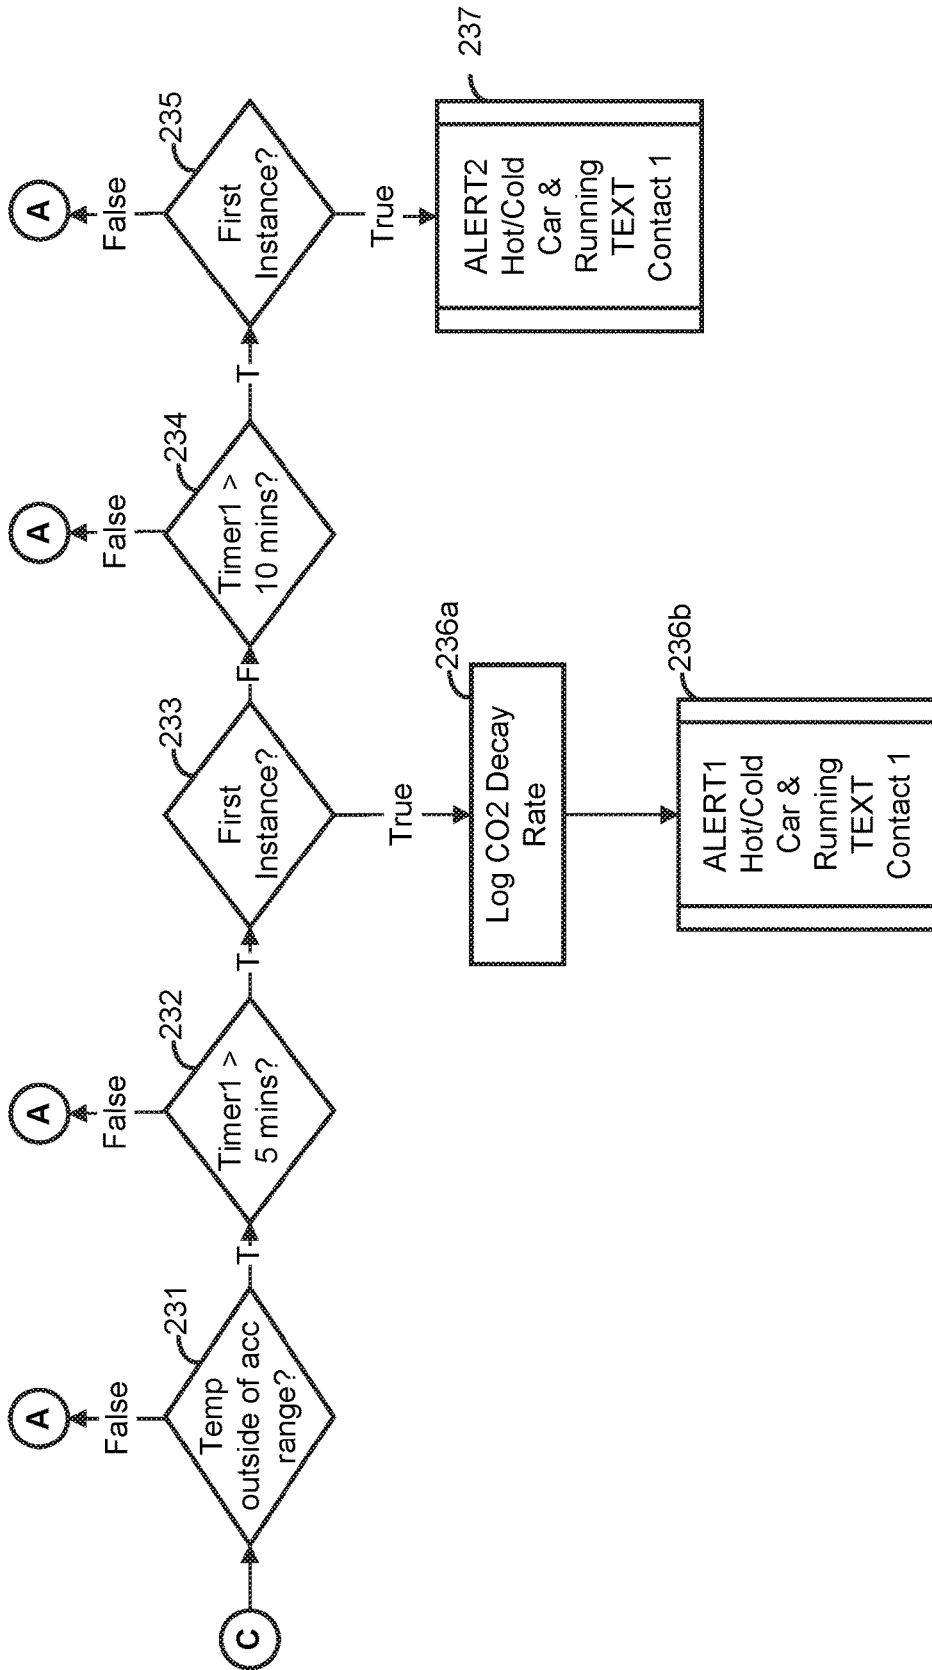 C
Temp
outside of acc
range?
231
False
A
T
Timer1 >
5 mins?
232
False
A
T
First
Instance?
233
True
Log CO2 Decay
Rate
236a
ALERT1
Hot/Cold
Car &
Running
TEXT
Contact 1
236b
F
Timer1 >
10 mins?
234
False
A
T
First
Instance?
235
False
A
True
ALERT2
Hot/Cold
Car &
Running
TEXT
Contact 1
237